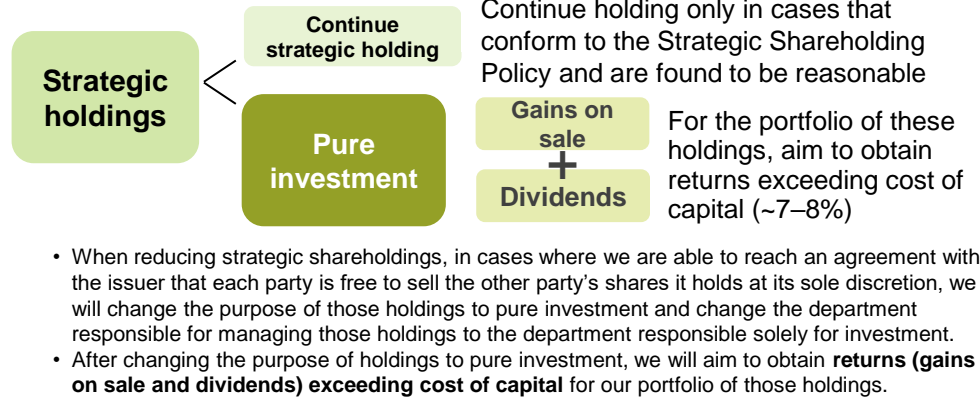 Strategic
holdings
Continue
strategic holding
Continue holding only in cases that
conform to the Strategic Shareholding
Policy and are found to be reasonable
Pure
investment
Gains on
sale
+
Dividends
For the portfolio of these
holdings, aim to obtain
returns exceeding cost of
capital (~7–8%)
• When reducing strategic shareholdings, in cases where we are able to reach an agreement with
the issuer that each party is free to sell the other party’s shares it holds at its sole discretion, we
will change the purpose of those holdings to pure investment and change the department
responsible for managing those holdings to the department responsible solely for investment.
• After changing the purpose of holdings to pure investment, we will aim to obtain returns (gains
on sale and dividends) exceeding cost of capital for our portfolio of those holdings.